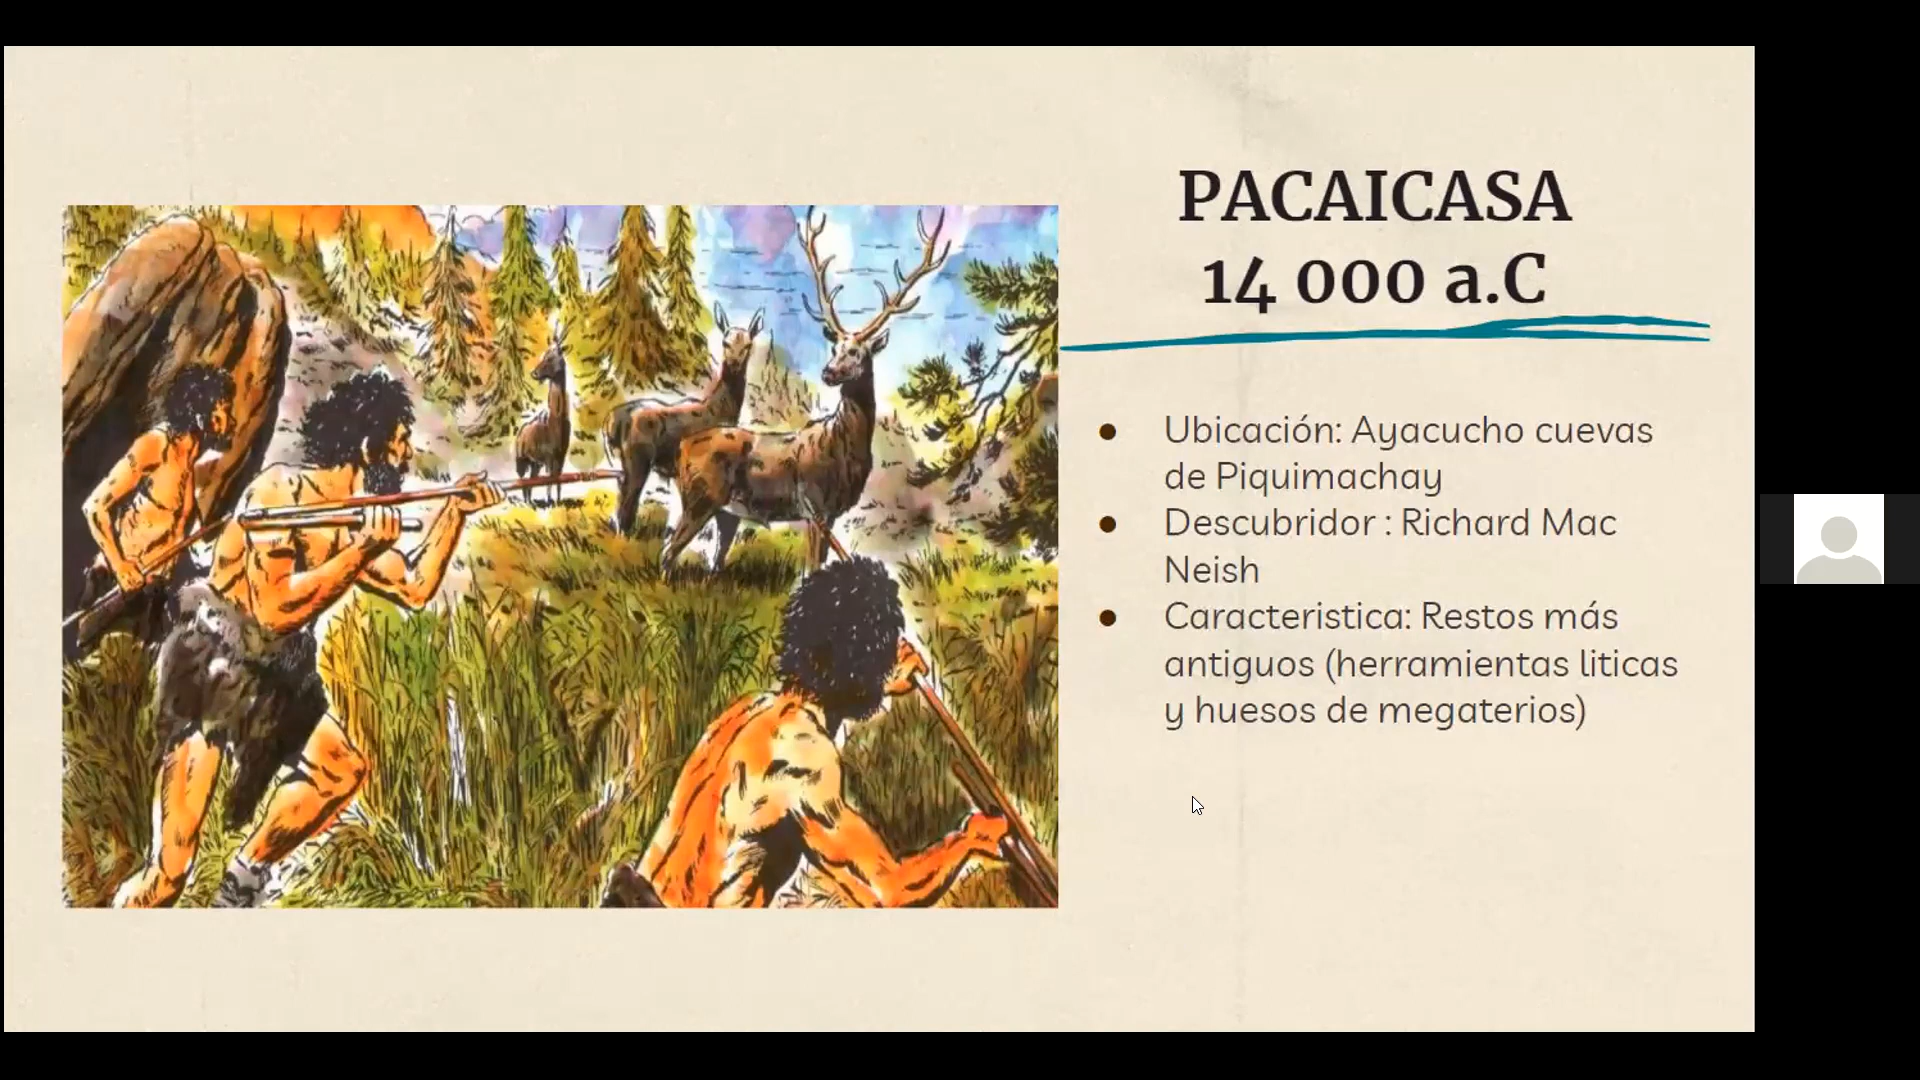 PACAICASA
14 000 a.C
● Ubicación: Ayacucho cuevas
de Piquimachay
● Descubridor : Richard Mac
Neish
● Caracteristica: Restos más
antiguos (herramientas liticas
y huesos de megaterios)